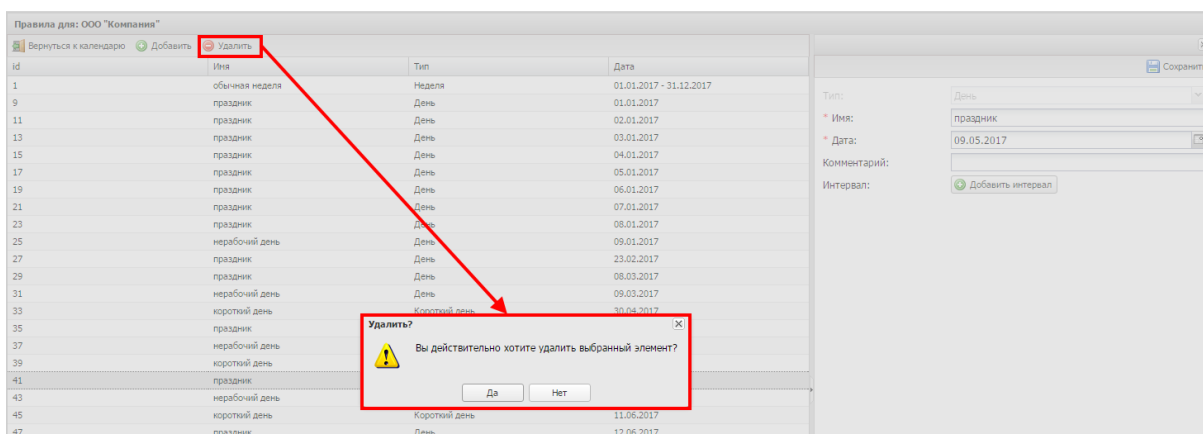 Правила для: ООО "Компания"
Вернуться к календарю Добавить Удалить
Сохранить
id Имя Тип Дата
1 обычная неделя Неделя 01.01.2017 - 31.12.2017
9 праздник День 01.01.2017
11 праздник День 02.01.2017
13 праздник День 03.01.2017
15 праздник День 04.01.2017
17 праздник День 05.01.2017
19 праздник День 06.01.2017
21 праздник День 07.01.2017
23 праздник День 08.01.2017
25 нерабочий день День 09.01.2017
27 праздник День 23.02.2017
29 праздник День 08.03.2017
31 нерабочий день День 09.03.2017
33 короткий день Короткий день 30.04.2017
35 праздник
37 нерабочий день
39 короткий день
41 праздник
43 нерабочий день
45 короткий день Короткий день 11.06.2017
47 праздник День 12.06.2017
Тип: День
* Имя: праздник
* Дата: 09.05.2017
Комментарий:
Интервал: Добавить интервал
Удалить?
Вы действительно хотите удалить выбранный элемент?
Да Нет